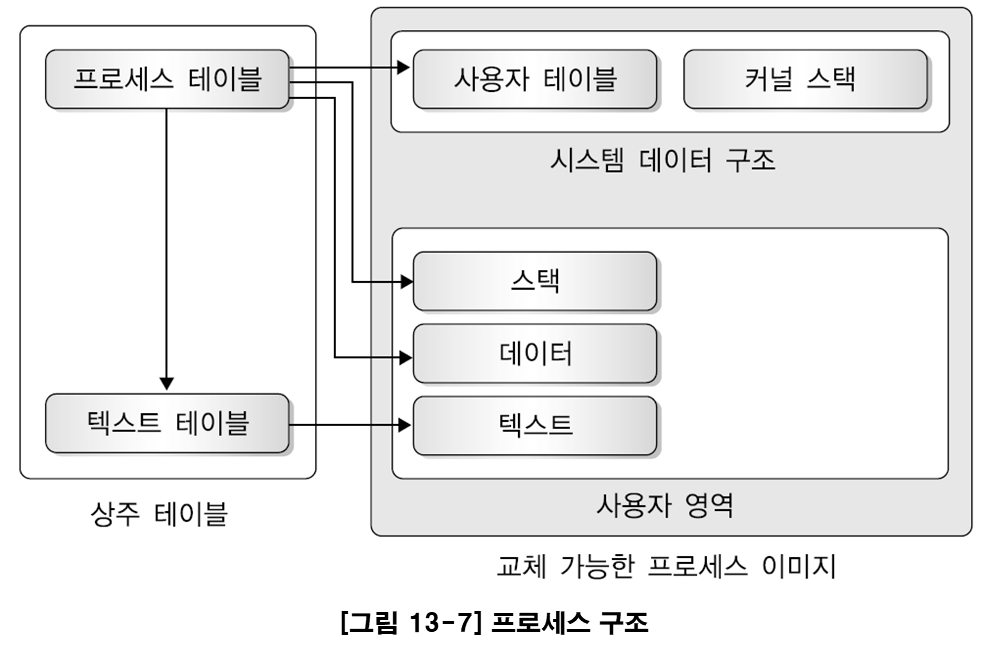 프로세스 테이블
텍스트 테이블
상주 테이블
사용자 테이블
커널 스택
시스템 데이터 구조
스택
데이터
텍스트
사용자 영역
교체 가능한 프로세스 이미지
[그림 13-7] 프로세스 구조